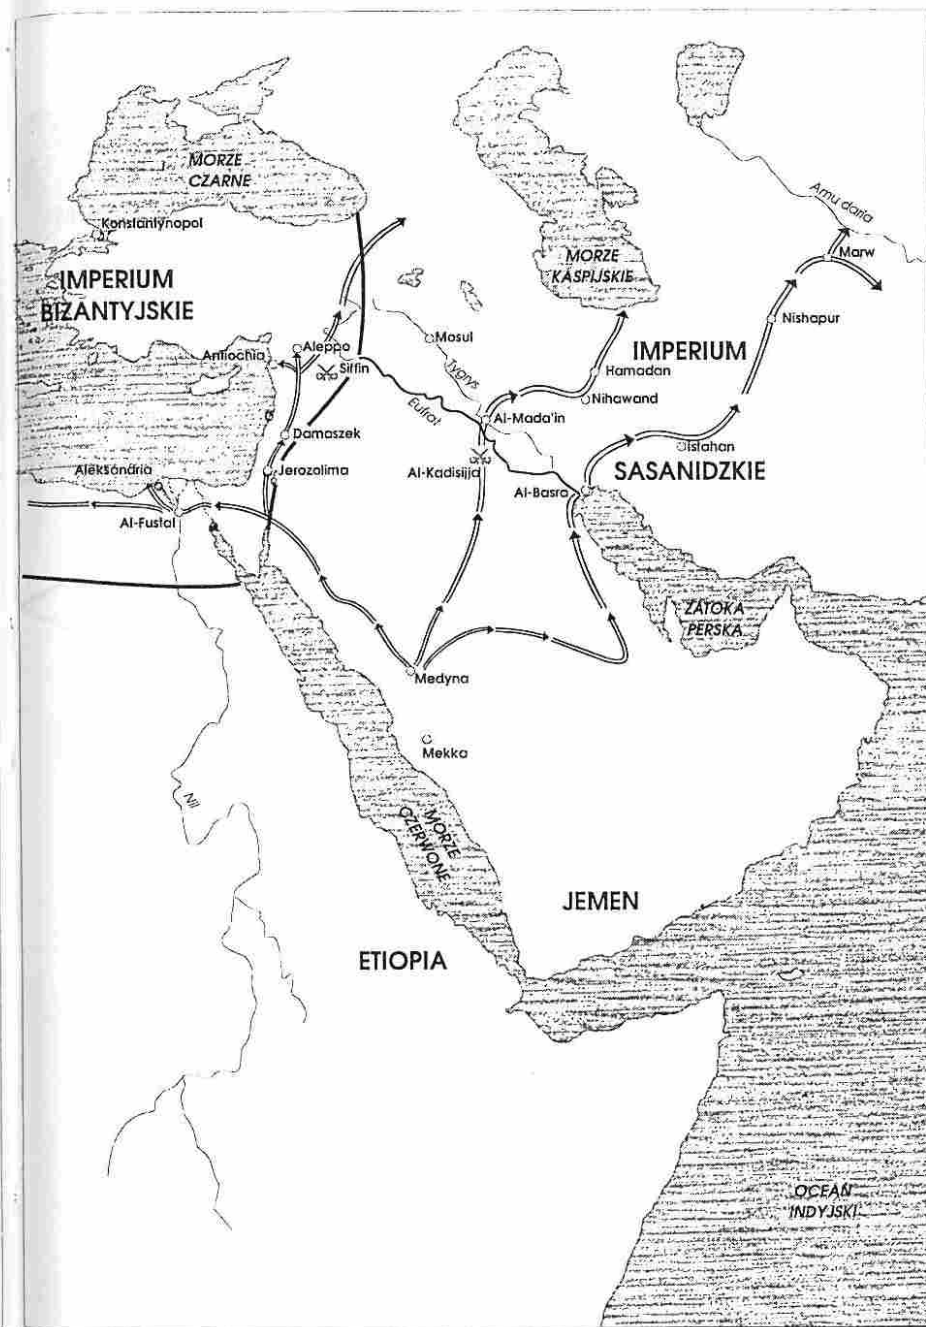 MORZE
CZARNE
Konstantynopol
IMPERIUM
BIZANTYJSKIE
MORZE
KASPIJSKIE
Amu daria
Marw
Nishapur
Antiochia
Aleppo
Siffin
Mosul
Tygrys
Eufrat
IMPERIUM
Hamadan
Nihawand
Al-Mada'in
Damaszek
Isfahan
SASANIDZKIE
Aleksandria
Jerozolima
Al-Kadisijja
Al-Basra
Al-Fustat
ZATOKA
PERSKA
Medyna
Mekka
Nil
MORZE
CZERWONE
JEMEN
ETIOPIA
OCEAN
INDYJSKI